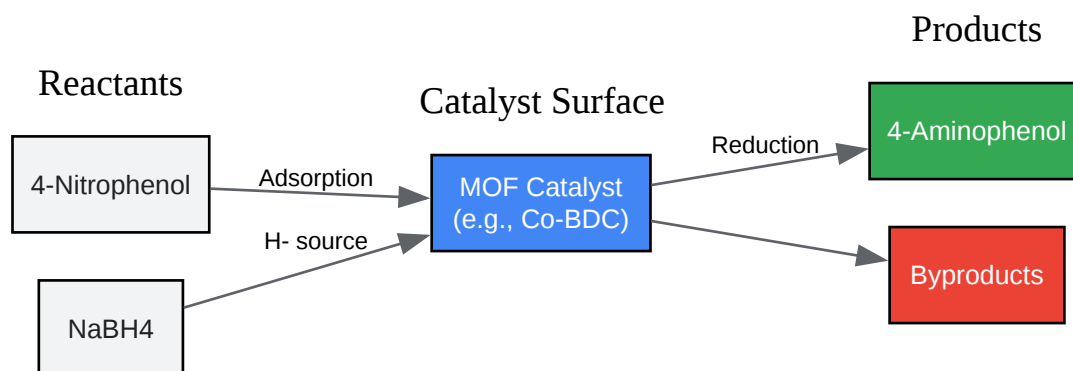 Reactants
Catalyst Surface
Products
4-Nitrophenol
Adsorption
H- source
NaBH4
MOF Catalyst
(e.g., Co-BDC)
Reduction
4-Aminophenol
Byproducts